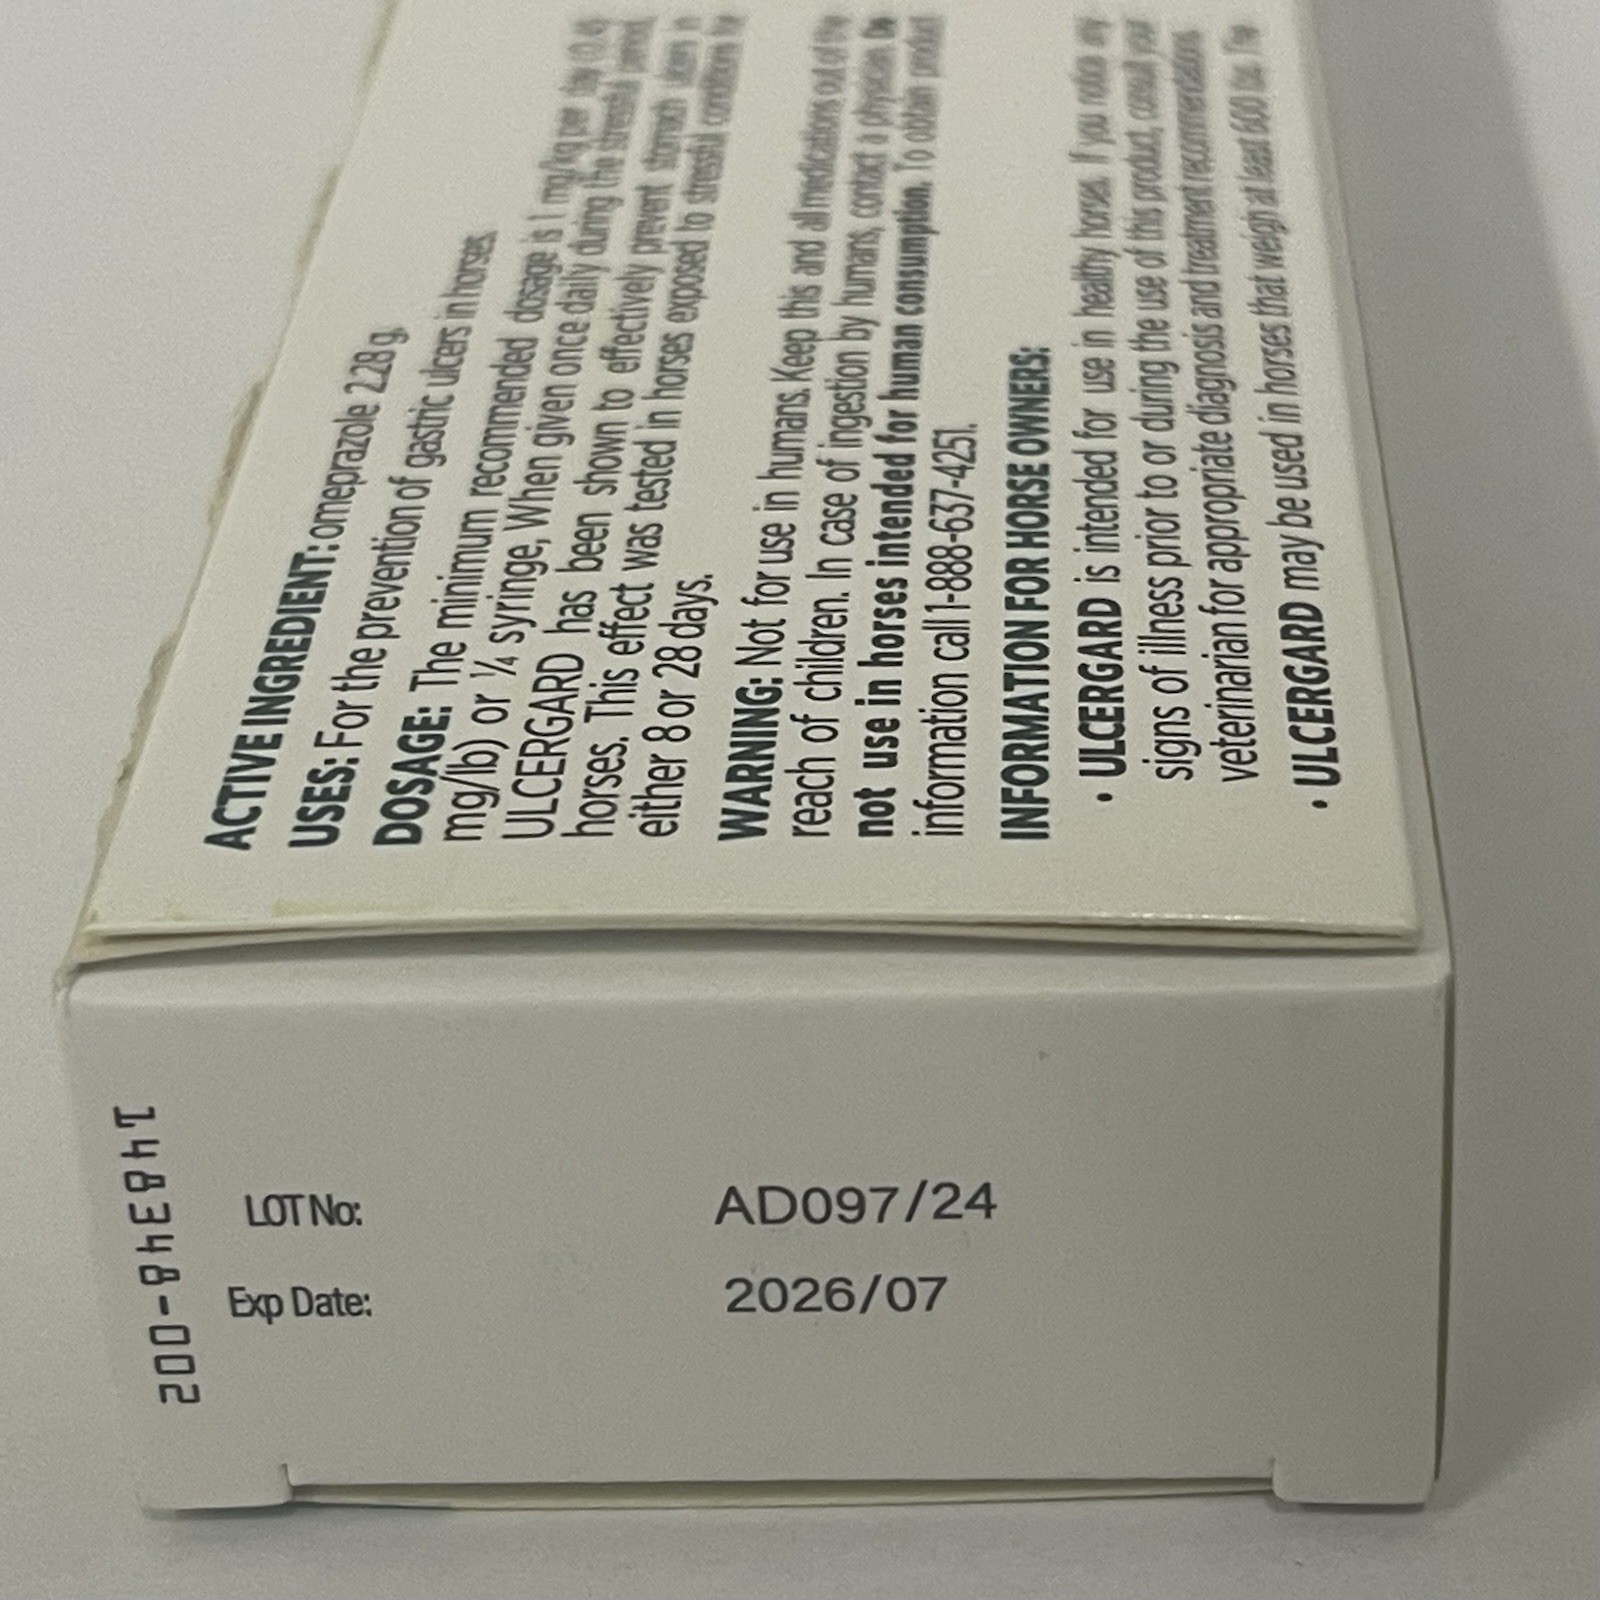 ACTIVE INGREDIENT: omeprazole 2.28 g
USES: For the prevention of gastric ulcers in horses.
DOSAGE: The minimum recommended dosage is 1 mg/kg per day (0.45
mg/lb) or ¼ syringe. When given once daily during the stressful period,
ULCERGARD has been shown to effectively prevent stomach ulcers in
horses. This effect was tested in horses exposed to stressful conditions for
either 8 or 28 days.
WARNING: Not for use in humans. Keep this and all medications out of the
reach of children. In case of ingestion by humans, contact a physician. Do
not use in horses intended for human consumption. To obtain product
information call 1-888-637-4251.
INFORMATION FOR HORSE OWNERS:
• ULCERGARD is intended for use in healthy horses. If you notice any
signs of illness prior to or during the use of this product, consult your
veterinarian for appropriate diagnosis and treatment recommendations.
• ULCERGARD may be used in horses that weigh at least 600 lbs. The
148348-002
LOT No: AD097/24
Exp Date: 2026/07